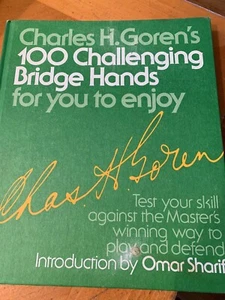 Charles H. Goren's
100 Challenging
Bridge Hands
for you to enjoy
Chas. H. Goren
Test your skill
against the Master's
winning way to
play and defend
Introduction by Omar Sharif